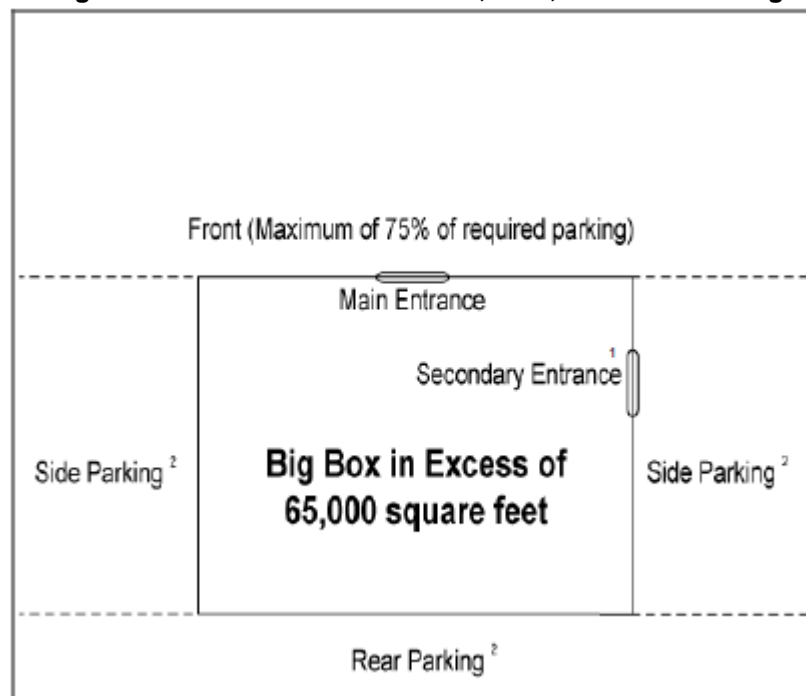 Front (Maximum of 75% of required parking)
Main Entrance
Secondary Entrance 1
Side Parking 2
Big Box in Excess of
65,000 square feet
Side Parking 2
Rear Parking 2